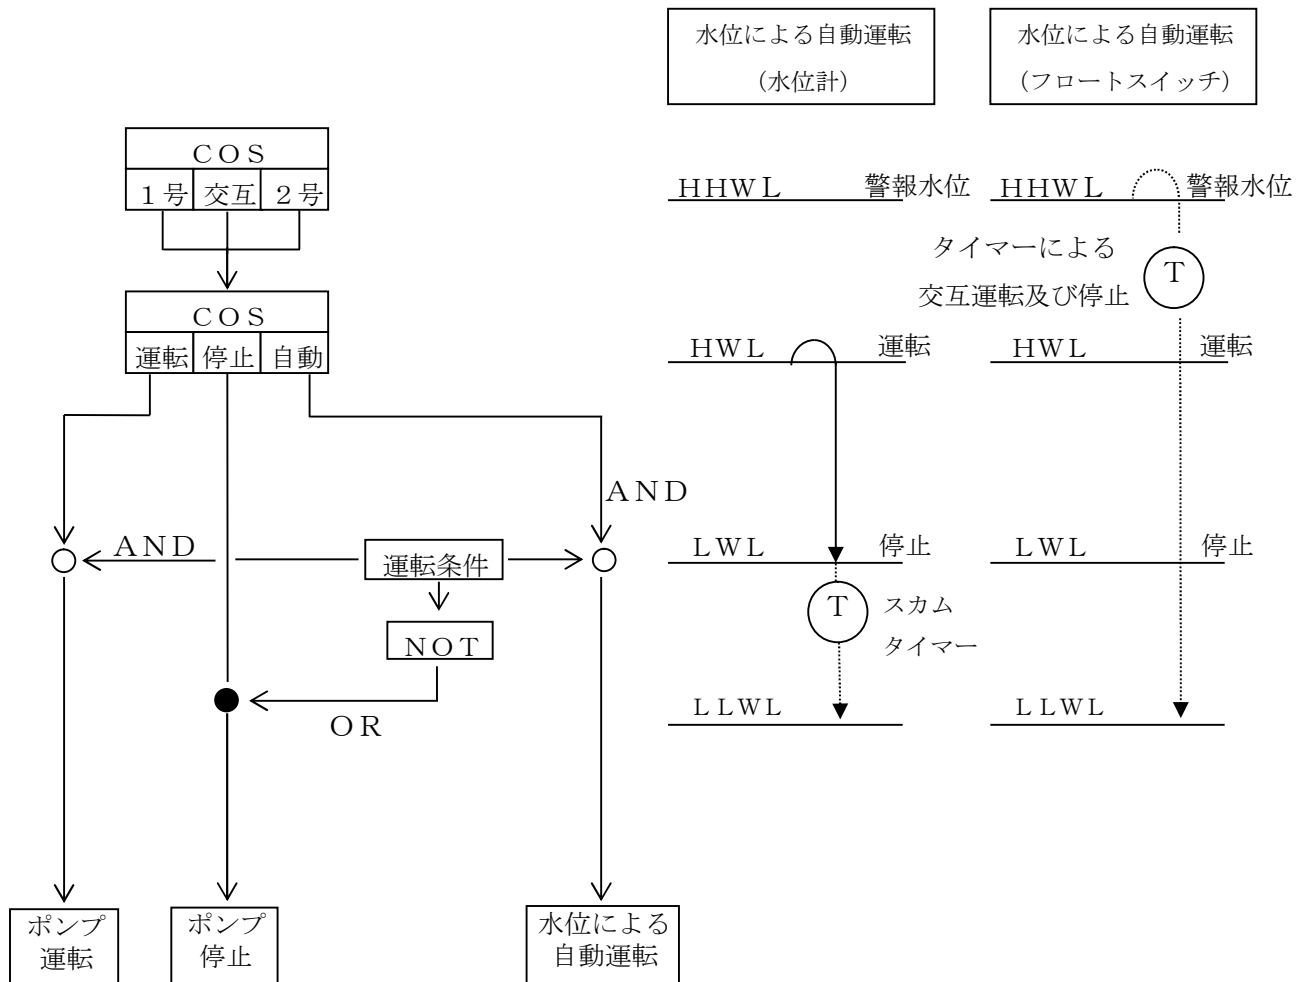 水位による自動運転
（水位計）
水位による自動運転
（フロートスイッチ）
ＣＯＳ
１号 交互 ２号
ＣＯＳ
運転 停止 自動
ＡＮＤ
ＡＮＤ
運転条件
ＮＯＴ
ＯＲ
ポンプ
運転
ポンプ
停止
水位による
自動運転
ＨＨＷＬ 警報水位
ＨＷＬ 運転
ＬＷＬ 停止
Ｔ
スカム
タイマー
ＬＬＷＬ
ＨＨＷＬ 警報水位
タイマーによる
交互運転及び停止
Ｔ
ＨＷＬ 運転
ＬＷＬ 停止
ＬＬＷＬ